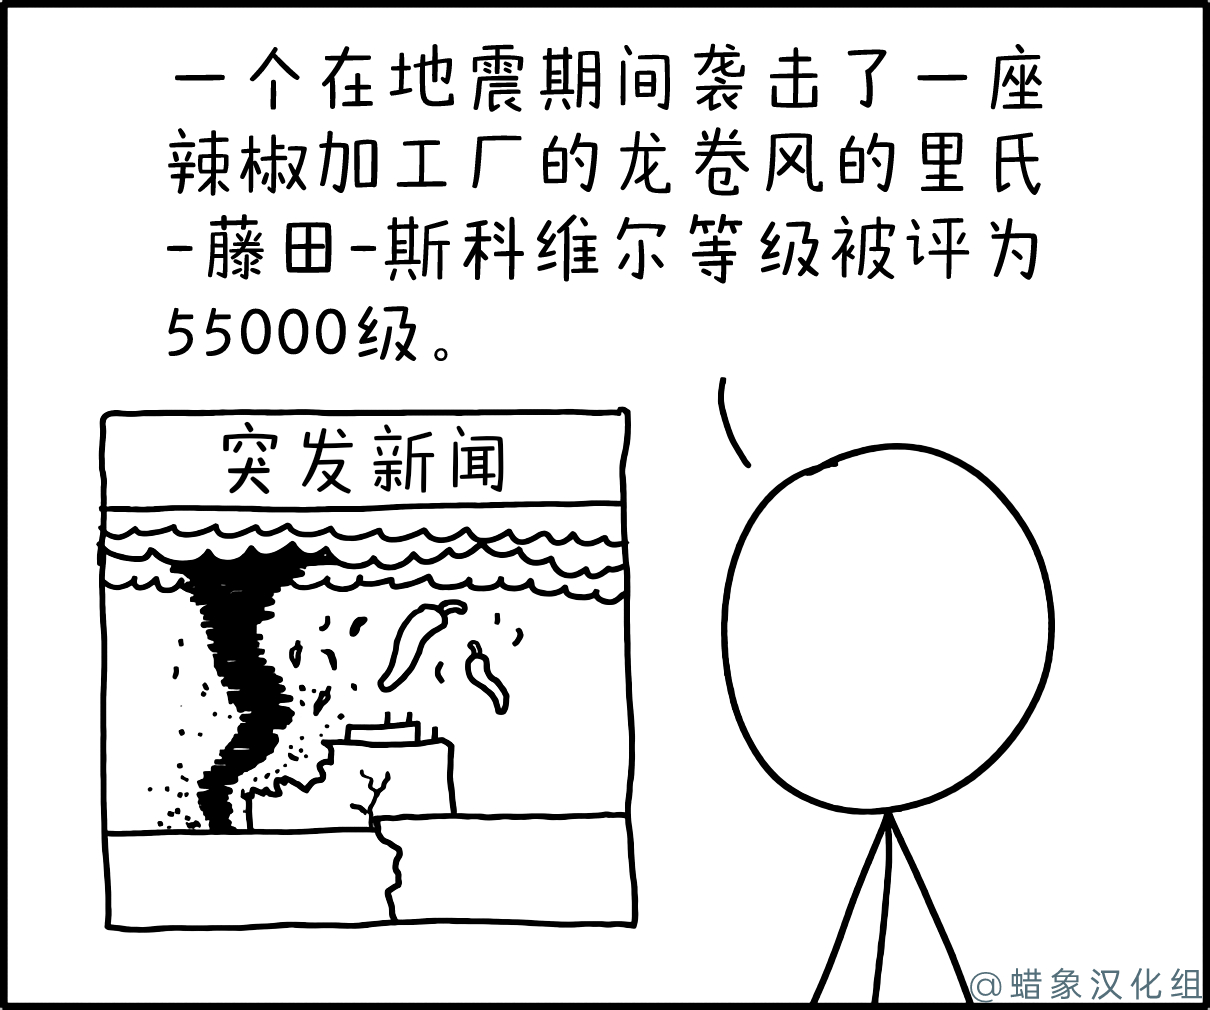 一个在地震期间袭击了一座
辣椒加工厂的龙卷风的里氏
-藤田-斯科维尔等级被评为
55000级。
突发新闻
@蜡象汉化组